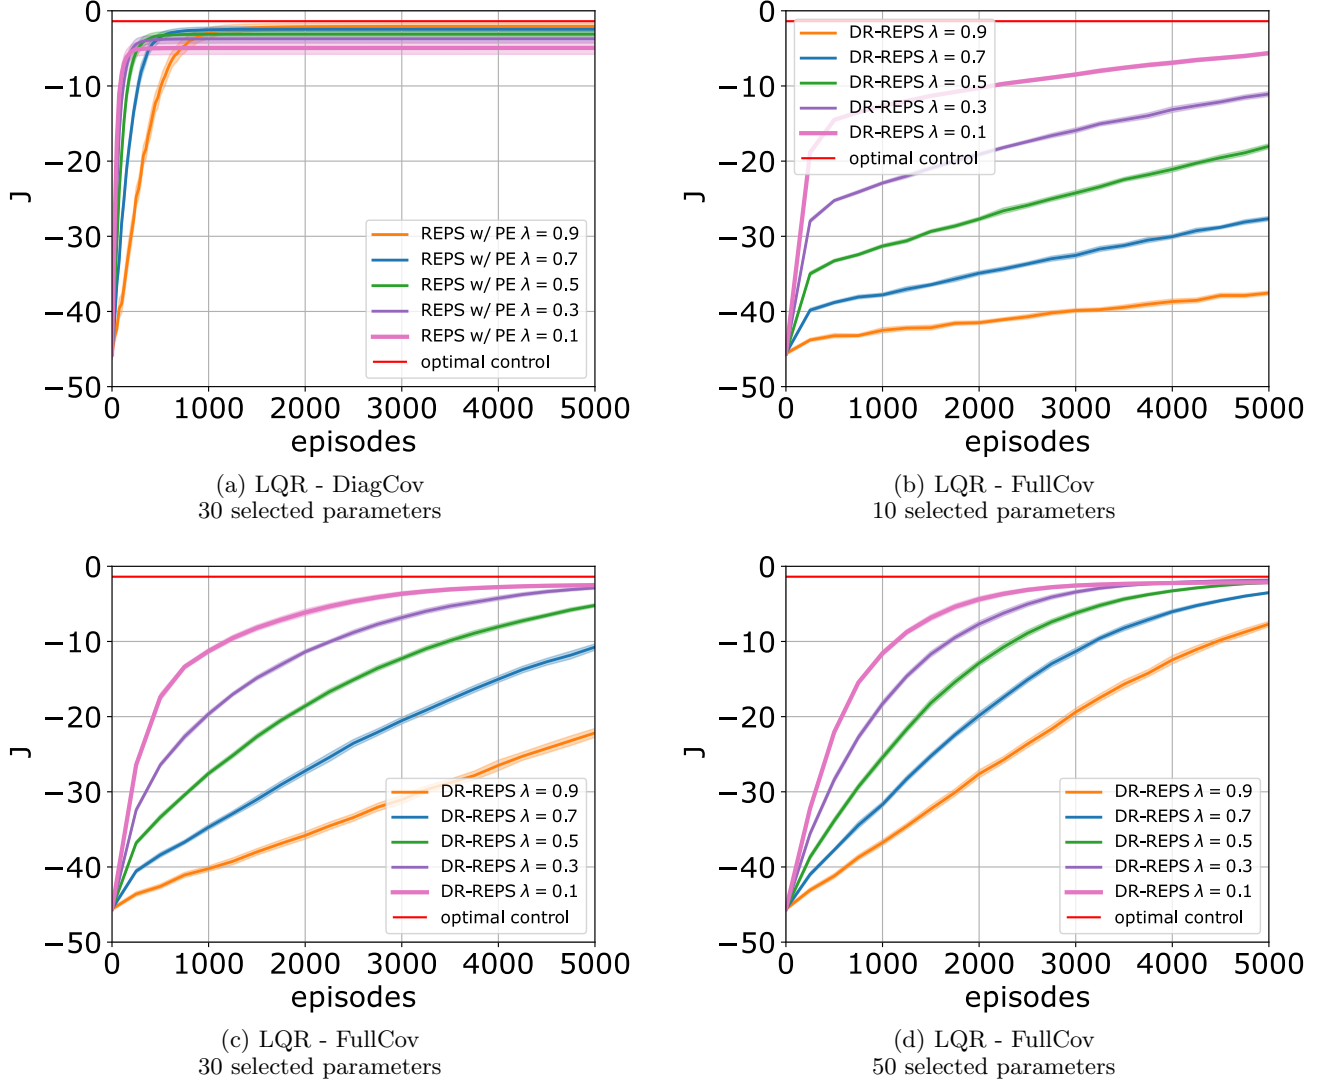 0
−10
−20
−30
−40
−50
J
REPS w/ PE λ = 0.9
REPS w/ PE λ = 0.7
REPS w/ PE λ = 0.5
REPS w/ PE λ = 0.3
REPS w/ PE λ = 0.1
optimal control
0 1000 2000 3000 4000 5000
episodes
(a) LQR - DiagCov
30 selected parameters
0
−10
−20
−30
−40
−50
J
DR-REPS λ = 0.9
DR-REPS λ = 0.7
DR-REPS λ = 0.5
DR-REPS λ = 0.3
DR-REPS λ = 0.1
optimal control
0 1000 2000 3000 4000 5000
episodes
(b) LQR - FullCov
10 selected parameters
0
−10
−20
−30
−40
−50
J
DR-REPS λ = 0.9
DR-REPS λ = 0.7
DR-REPS λ = 0.5
DR-REPS λ = 0.3
DR-REPS λ = 0.1
optimal control
0 1000 2000 3000 4000 5000
episodes
(c) LQR - FullCov
30 selected parameters
0
−10
−20
−30
−40
−50
J
DR-REPS λ = 0.9
DR-REPS λ = 0.7
DR-REPS λ = 0.5
DR-REPS λ = 0.3
DR-REPS λ = 0.1
optimal control
0 1000 2000 3000 4000 5000
episodes
(d) LQR - FullCov
50 selected parameters